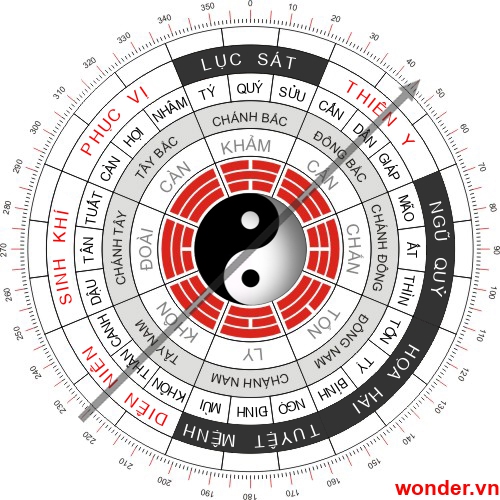 0
10
20
30
40
50
60
70
80
90
100
110
120
130
140
150
160
170
180
190
200
210
220
230
240
250
260
270
280
290
300
310
320
330
340
350
LỤC SÁT
THIÊN Y
NGŨ QUỶ
HỌA HẠI
TUYỆT MỆNH
DIÊN NIÊN
SINH KHÍ
PHỤC VỊ
TÝ
QUÝ
SỬU
CẤN
DẦN
GIÁP
MÃO
ẤT
THÌN
TỐN
TỴ
BÍNH
NGỌ
ĐINH
MÙI
KHÔN
THÂN
CANH
DẬU
TÂN
TUẤT
CÀN
HỢI
NHÂM
CHÁNH BẮC
ĐÔNG BẮC
CHÁNH ĐÔNG
ĐÔNG NAM
CHÁNH NAM
TÂY NAM
CHÁNH TÂY
TÂY BẮC
KHẢM
CẤN
CHẤN
TỐN
LY
KHÔN
ĐOÀI
CÀN
wonder.vn